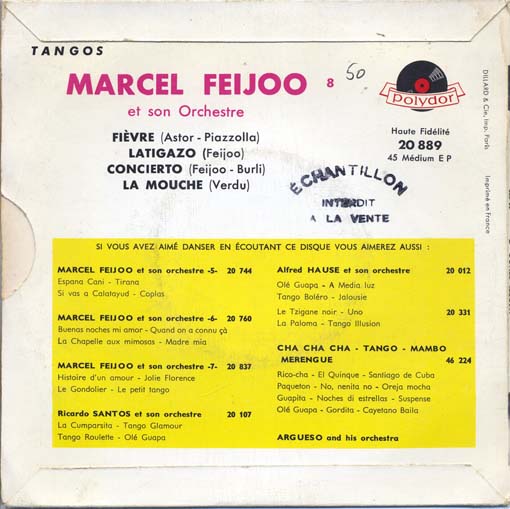 TANGOS
MARCEL FEIJOO 8
50
et son Orchestre
FIÈVRE (Astor - Piazzolla)
LATIGAZO (Feijoo)
CONCIERTO (Feijoo - Burli)
LA MOUCHE (Verdu)
polydor
Haute Fidélité
20 889
45 Médium E P
ÉCHANTILLON
INTERDIT
A LA VENTE
DILLARD & Cie, Imp. Paris
Imprimé en France
SI VOUS AVEZ AIMÉ DANSER EN ÉCOUTANT CE DISQUE VOUS AIMEREZ AUSSI :
MARCEL FEIJOO et son orchestre -5- 20 744
Espana Cani - Tirana
Si vas a Calatayud - Coplas
MARCEL FEIJOO et son orchestre -6- 20 760
Buenas noches mi amor - Quand on a connu çà
La Chapelle aux mimosas - Madre mia
MARCEL FEIJOO et son orchestre -7- 20 837
Histoire d'un amour - Jolie Florence
Le Gondolier - Le petit tango
Ricardo SANTOS et son orchestre 20 107
La Cumparsita - Tango Glamour
Tango Roulette - Olé Guapa
Alfred HAUSE et son orchestre 20 012
Olé Guapa - A Media luz
Tango Boléro - Jalousie
Le Tzigane noir - Uno 20 331
La Paloma - Tango Illusion
CHA CHA CHA - TANGO - MAMBO
MERENGUE 46 224
Rico-cha - El Quinque - Santiago de Cuba
Paqueton - No, nenita no - Oreja mocha
Guapita - Noches di estrellas - Suspense
Olé Guapa - Gordita - Cayetano Baila
ARGUESO and his orchestra